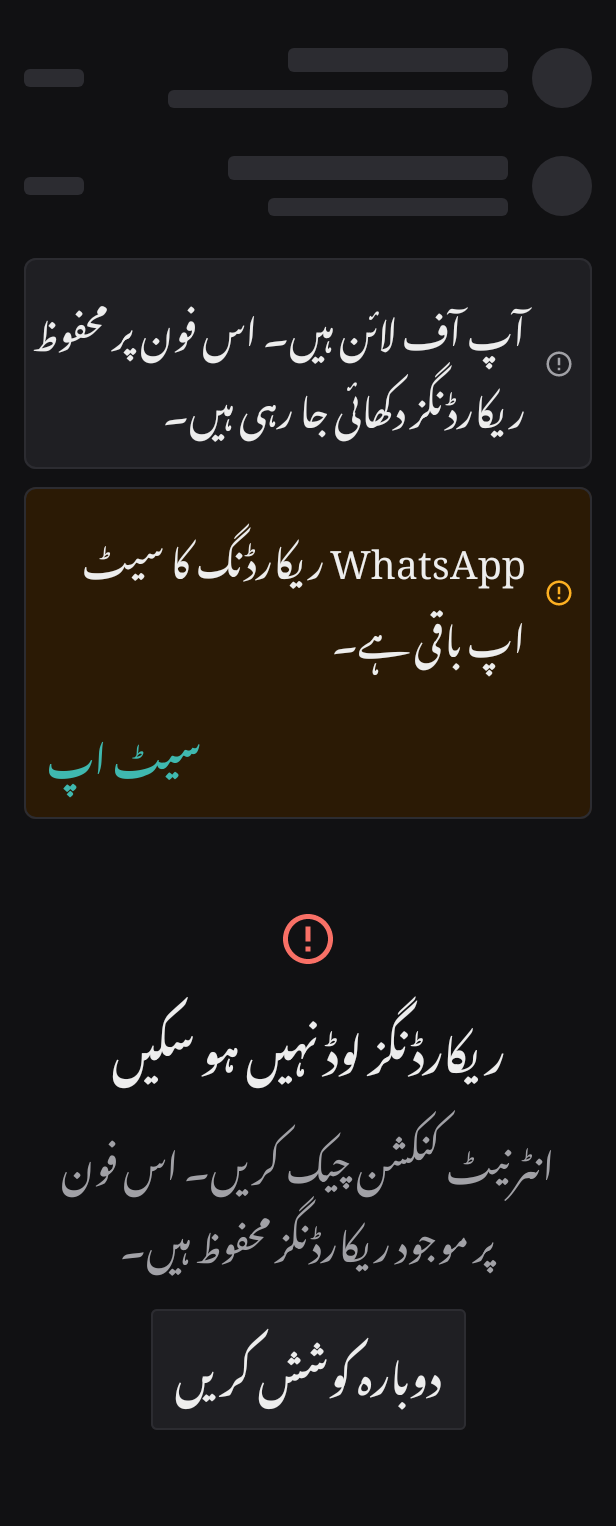 آپ آف لائن ہیں۔ اس فون پر محفوظ
ریکارڈنگز دکھائی جا رہی ہیں۔
WhatsApp ریکارڈنگ کا سیٹ
اپ باقی ہے۔
سیٹ اپ
ریکارڈنگز لوڈ نہیں ہو سکیں
انٹرنیٹ کنکشن چیک کریں۔ اس فون
پر موجود ریکارڈنگز محفوظ ہیں۔
دوبارہ کوشش کریں